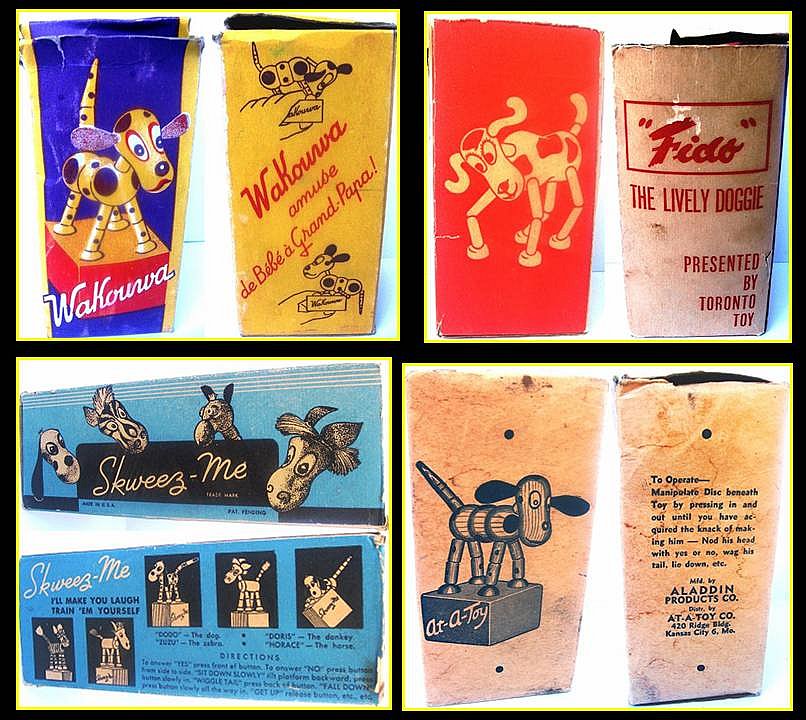 Wakouwa
Wakouwa
Wakouwa
amuse
de Bébé à Grand-Papa!
Wakouwa
"Fido"
THE LIVELY DOGGIE
PRESENTED
BY
TORONTO
TOY
Skweez-Me
TRADE MARK
MADE IN U.S.A.
PAT. PENDING
Skweez-Me
I'LL MAKE YOU LAUGH
TRAIN 'EM YOURSELF
"DODO" — The dog. "DORIS" — The donkey
"ZUZU" — The zebra. "HORACE" — The horse.
DIRECTIONS
To answer "YES" press front of button. To answer "NO" press button
from side to side. "SIT DOWN SLOWLY" tilt platform backward, press
button slowly in. "WIGGLE TAIL" press back of button. "FALL DOWN"
press button slowly all the way in. "GET UP" release button, etc., etc.
at-a-Toy
To Operate—
Manipulate Disc beneath
Toy by pressing in and
out until you have ac-
quired the knack of mak-
ing him — Nod his head
with yes or no, wag his
tail, lie down, etc.
Mfd. by
ALADDIN
PRODUCTS CO.
Distr. by
AT-A-TOY CO.
420 Ridge Bldg.
Kansas City 6, Mo.